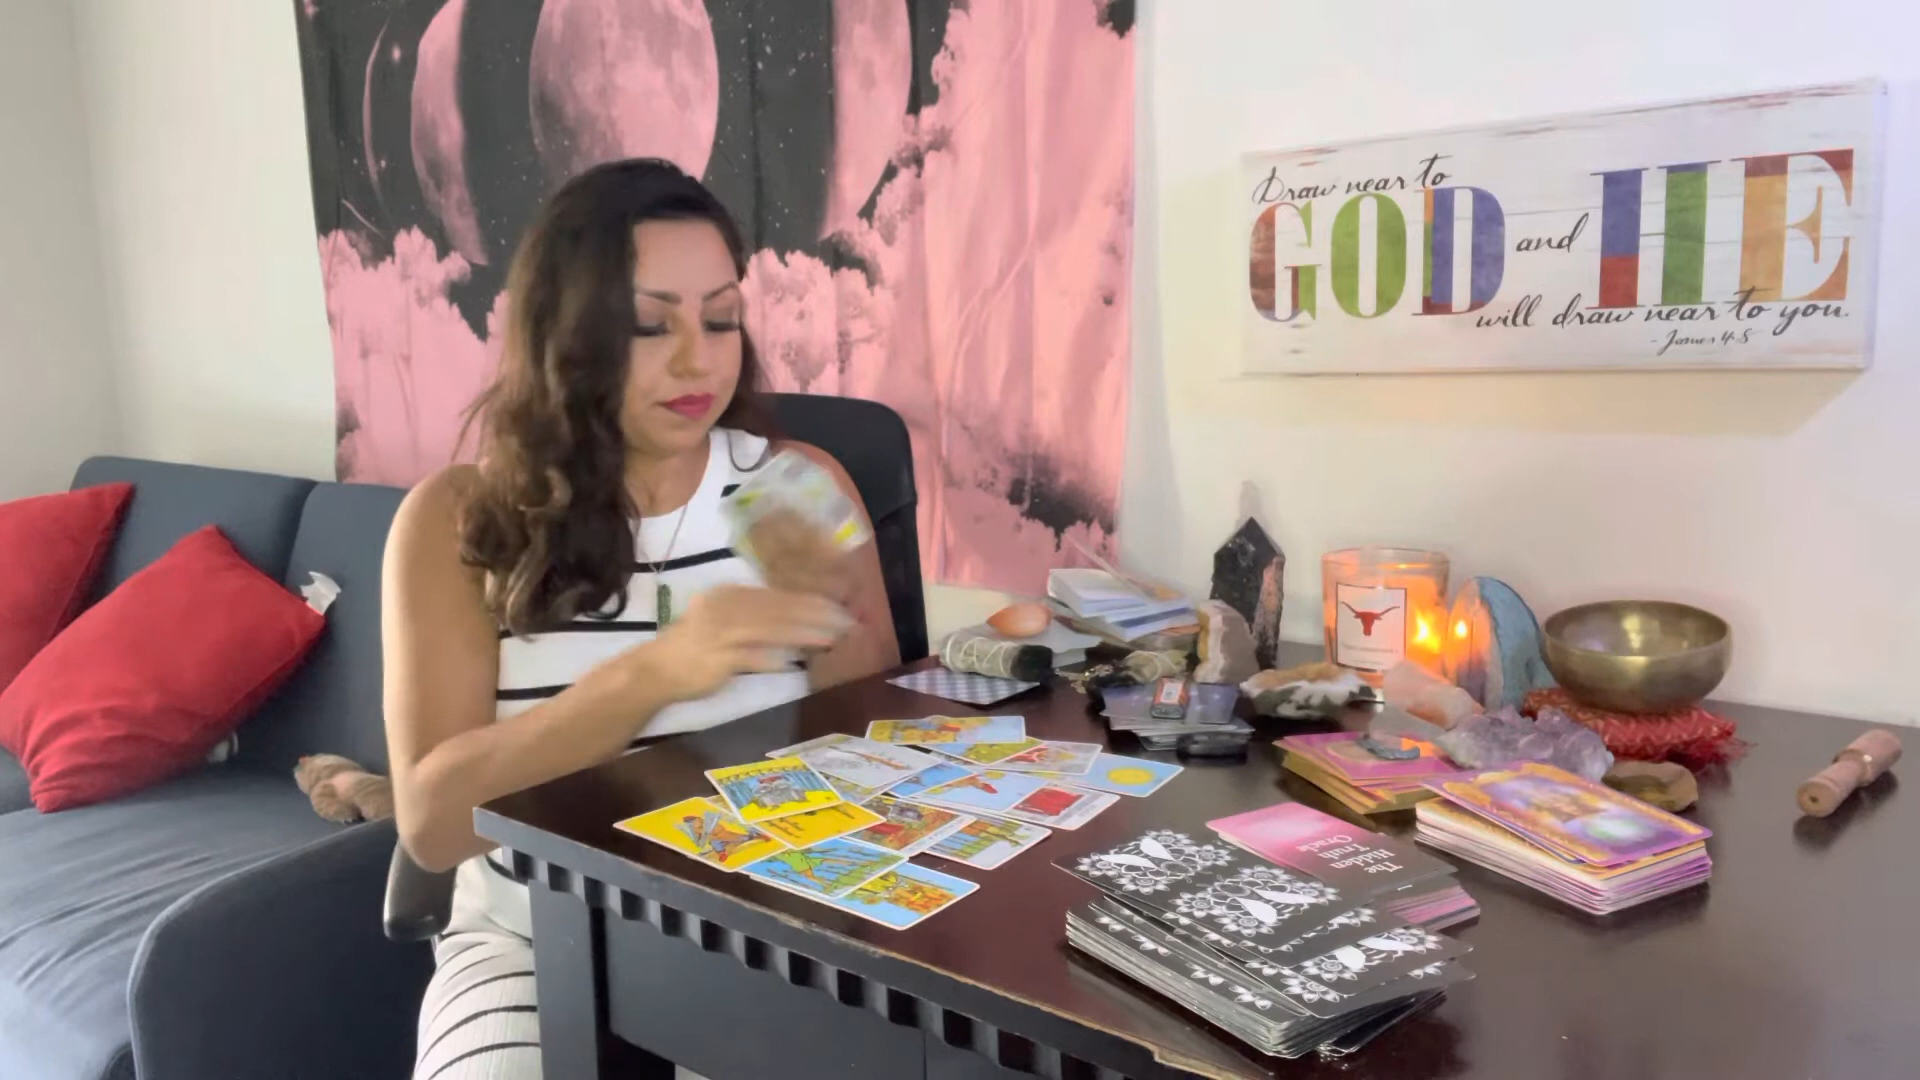 Draw near to
GOD and HE
will draw near to you.
- James 4:8
The
Hidden
Truth
Oracle